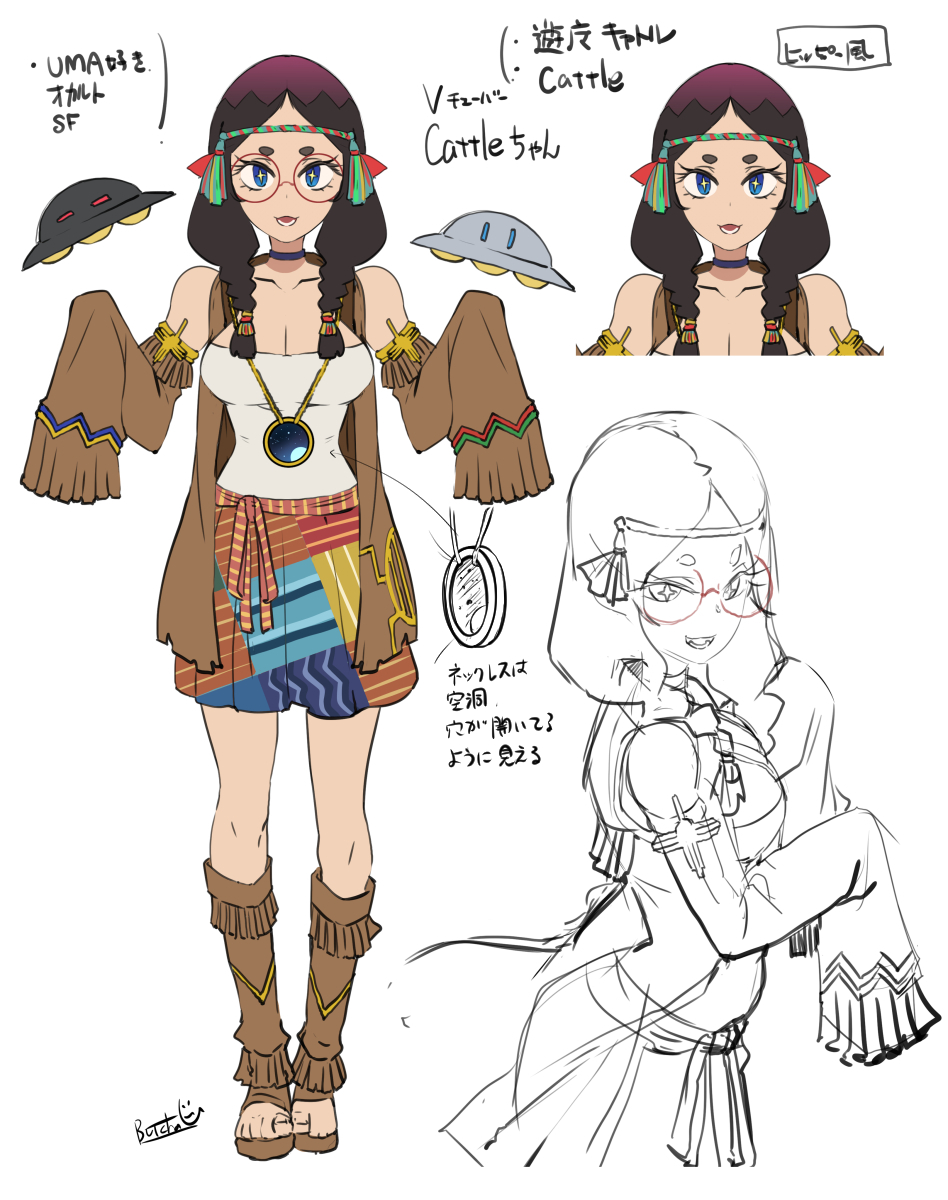 ・UMA好き
オカルト
SF
・遊戸 キャトル
・Cattle
ヒッピー風
Vチューバー
Cattleちゃん
ネックレスは
空洞
穴が開いてる
ように見える
Butcha